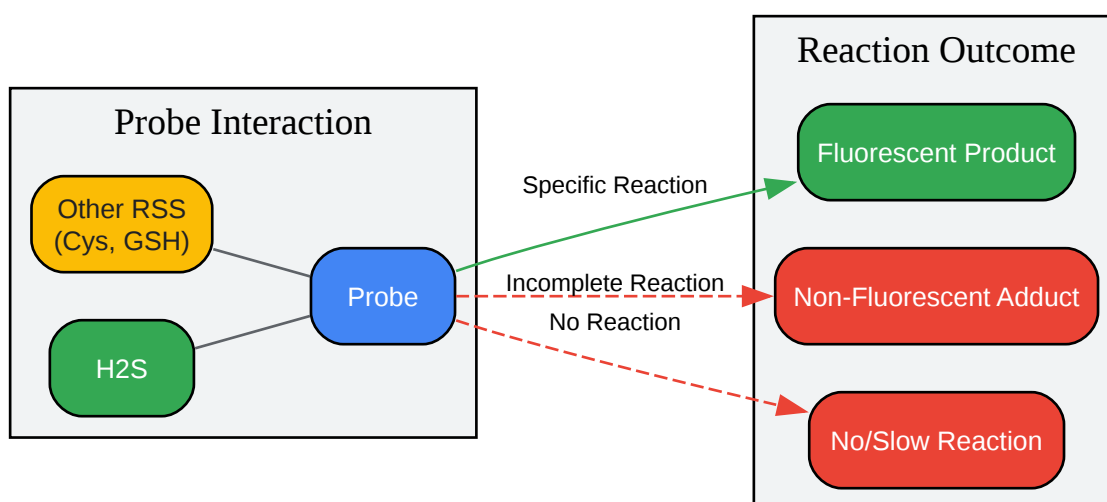 Probe Interaction
Other RSS
(Cys, GSH)
H2S
Probe
Specific Reaction
Incomplete Reaction
No Reaction
Reaction Outcome
Fluorescent Product
Non-Fluorescent Adduct
No/Slow Reaction